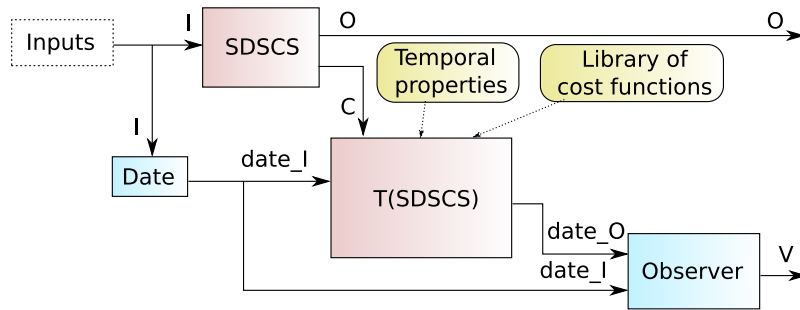 I
O
O
Inputs
SDSCS
Temporal
properties
Library of
cost functions
C
I
date_I
Date
T(SDSCS)
date_O
V
date_I
Observer